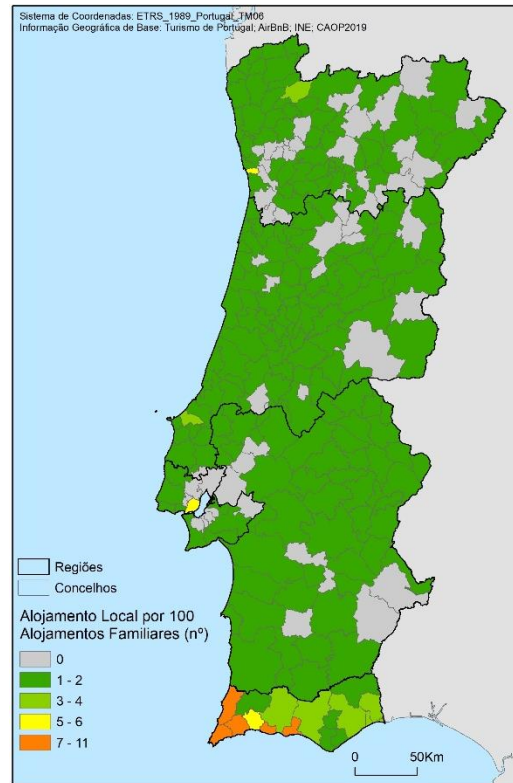 Sistema de Coordenadas: ETRS_1989_Portugal_TM06
Informação Geográfica de Base: Turismo de Portugal; AirBnB; INE; CAOP2019
Regiões
Concelhos
Alojamento Local por 100
Alojamentos Familiares (nº)
0
1 - 2
3 - 4
5 - 6
7 - 11
0 50Km